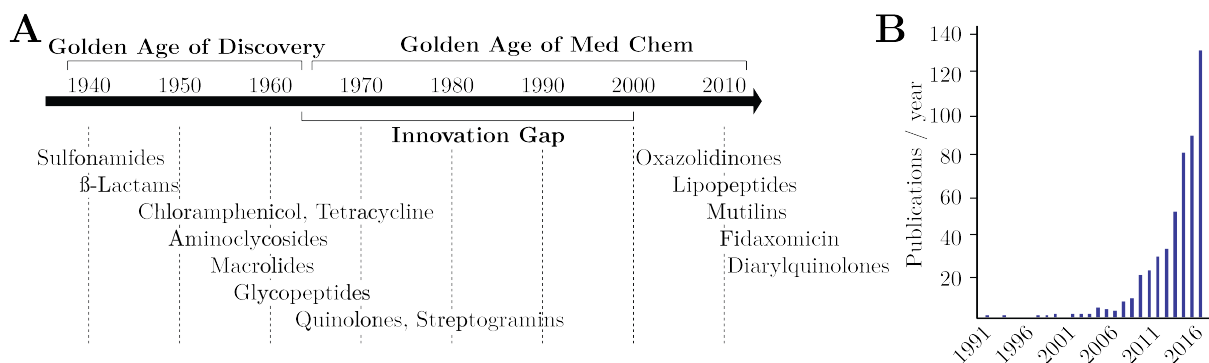 A
Golden Age of Discovery
Golden Age of Med Chem
1940 1950 1960 1970 1980 1990 2000 2010
Innovation Gap
Sulfonamides
ß-Lactams
Chloramphenicol, Tetracycline
Aminoclycosides
Macrolides
Glycopeptides
Quinolones, Streptogramins
Oxazolidinones
Lipopeptides
Mutilins
Fidaxomicin
Diarylquinolones
B
Publications / year
140
120
100
80
60
40
20
1991 1996 2001 2006 2011 2016